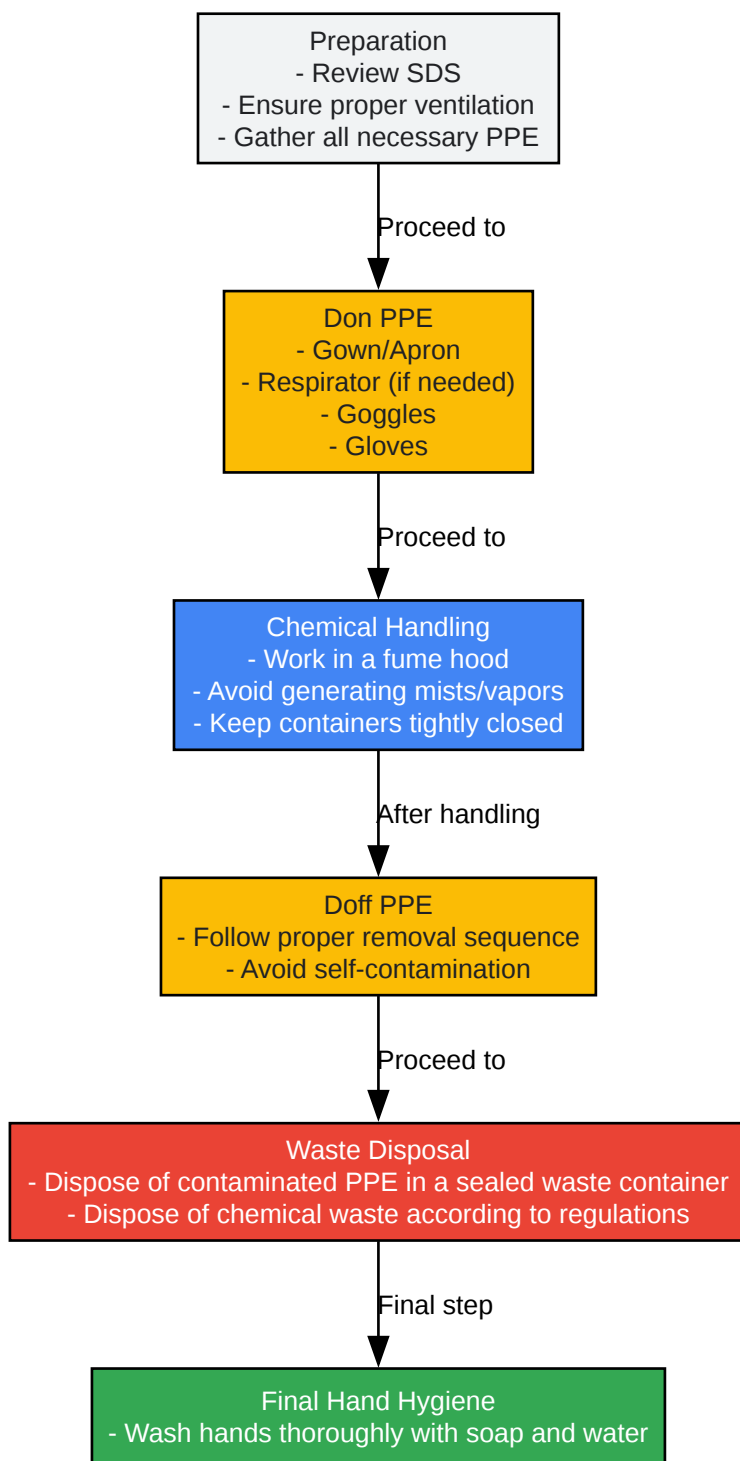 Preparation
- Review SDS
- Ensure proper ventilation
- Gather all necessary PPE
Proceed to
Don PPE
- Gown/Apron
- Respirator (if needed)
- Goggles
- Gloves
Proceed to
Chemical Handling
- Work in a fume hood
- Avoid generating mists/vapors
- Keep containers tightly closed
After handling
Doff PPE
- Follow proper removal sequence
- Avoid self-contamination
Proceed to
Waste Disposal
- Dispose of contaminated PPE in a sealed waste container
- Dispose of chemical waste according to regulations
Final step
Final Hand Hygiene
- Wash hands thoroughly with soap and water